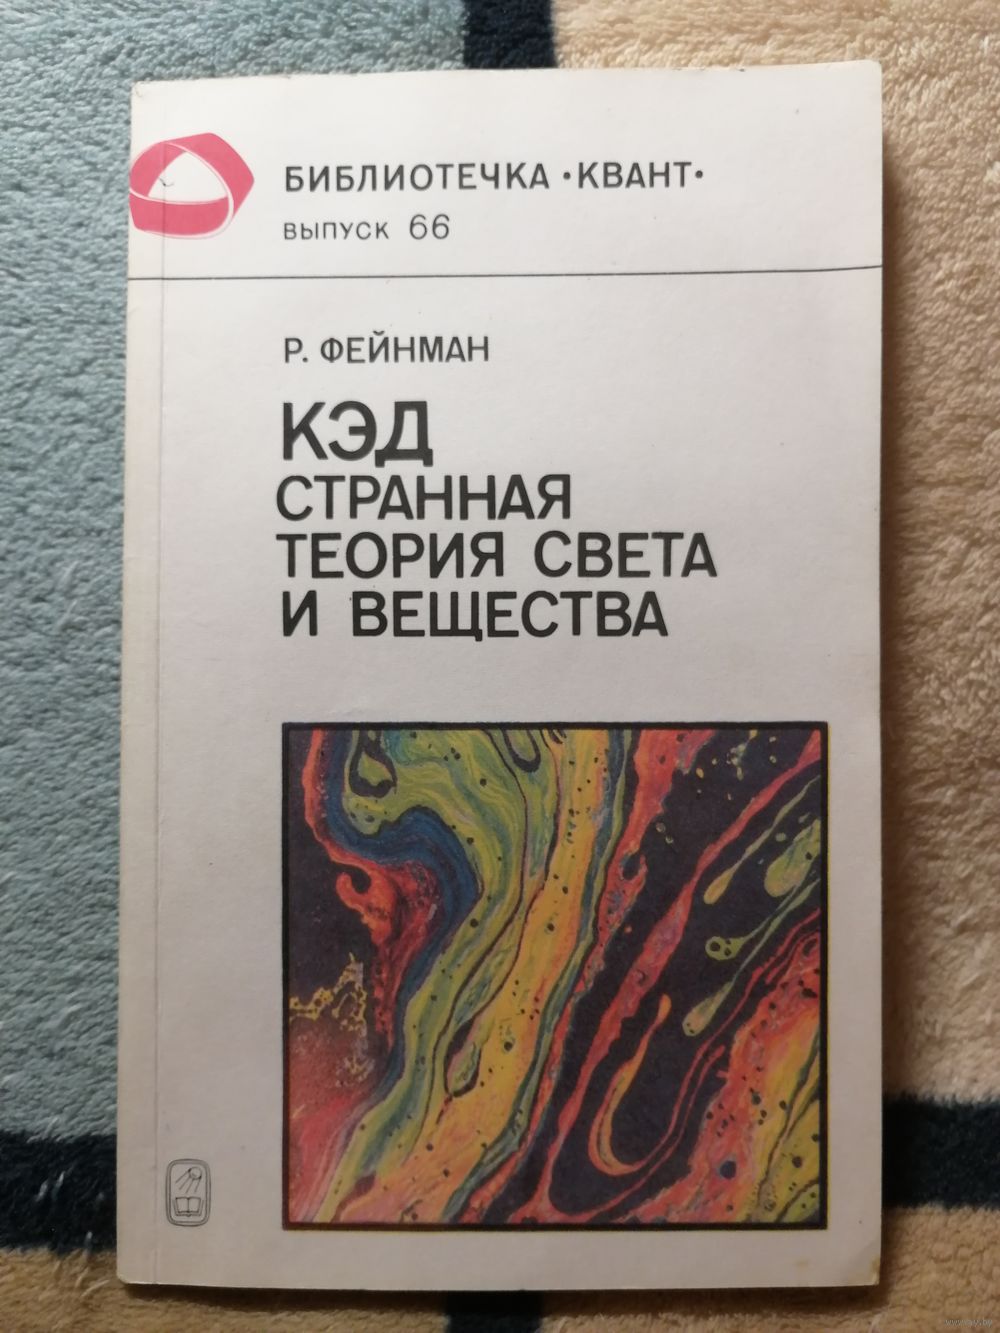 БИБЛИОТЕЧКА •КВАНТ•
ВЫПУСК 66
Р. ФЕЙНМАН
КЭД
СТРАННАЯ
ТЕОРИЯ СВЕТА
И ВЕЩЕСТВА